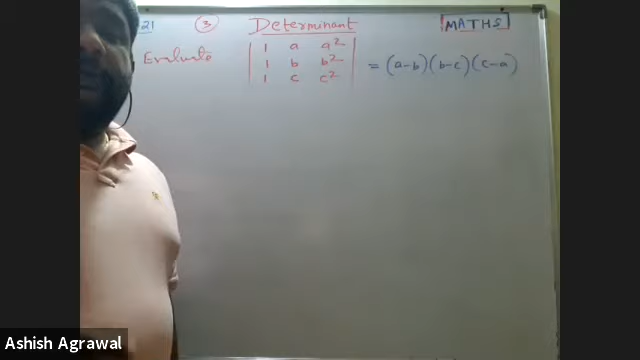 21 ③ Determinant MATHS
Evaluate
| 1 a a² |
| 1 b b² | = (a-b)(b-c)(c-a)
| 1 c c² |
Ashish Agrawal